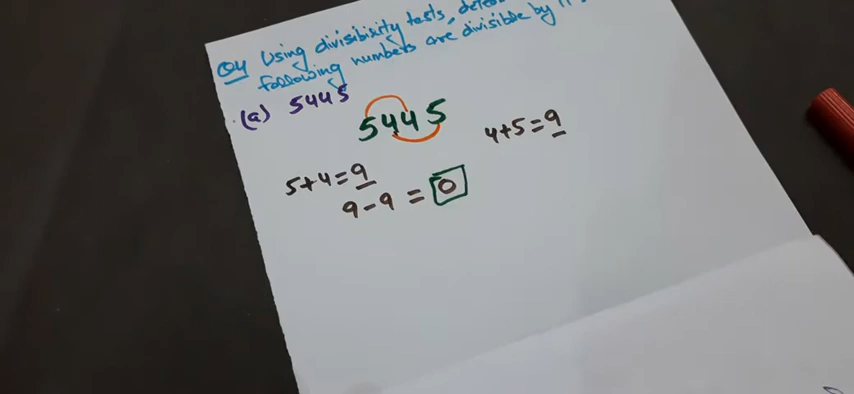 Q4 Using divisibility tests,
following numbers are divisible by 11
(a) 5445
5445
4+5=9
5+4=9
9-9=0